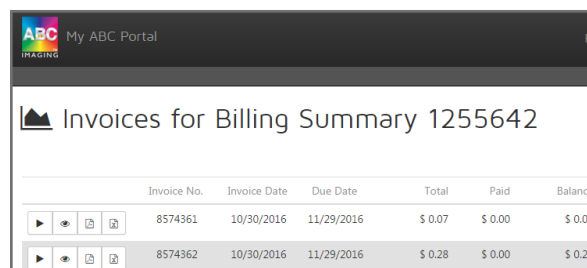 ABC
IMAGING
My ABC Portal
Invoices for Billing Summary 1255642
Invoice No. Invoice Date Due Date Total Paid
8574361 10/30/2016 11/29/2016 $ 0.07 $ 0.00
8574362 10/30/2016 11/29/2016 $ 0.28 $ 0.00